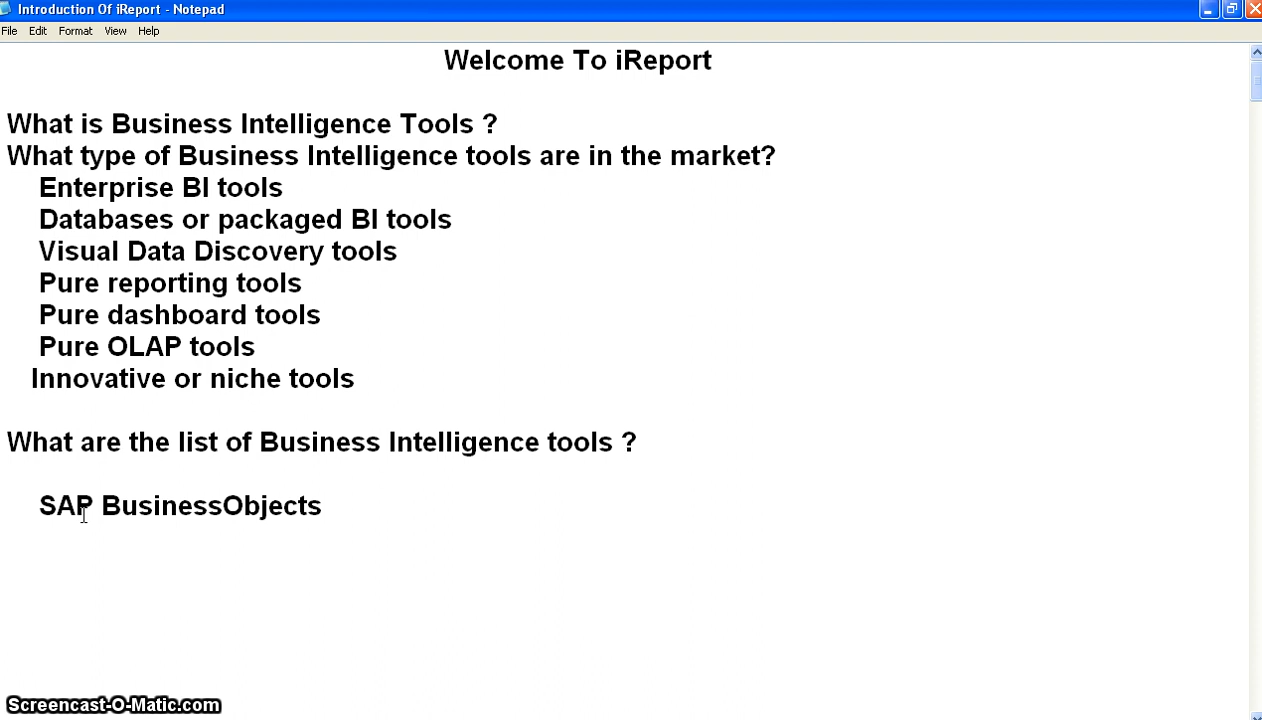 Introduction Of iReport - Notepad
File Edit Format View Help
Welcome To iReport
What is Business Intelligence Tools ?
What type of Business Intelligence tools are in the market?
Enterprise BI tools
Databases or packaged BI tools
Visual Data Discovery tools
Pure reporting tools
Pure dashboard tools
Pure OLAP tools
Innovative or niche tools
What are the list of Business Intelligence tools ?
SAP BusinessObjects
Screencast-O-Matic.com